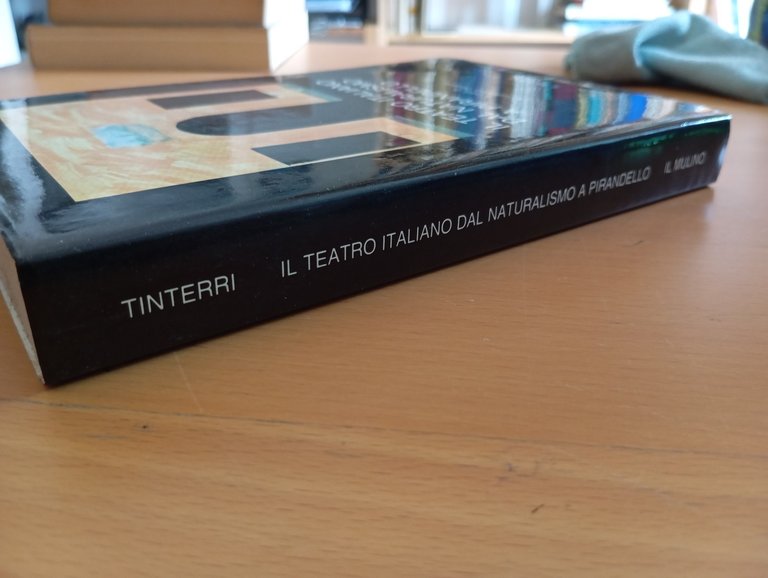 TINTERRI IL TEATRO ITALIANO DAL NATURALISMO A PIRANDELLO IL MULINO